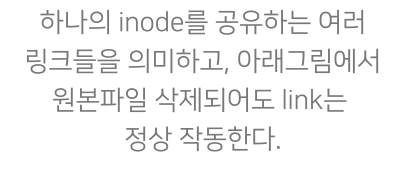 하나의 inode를 공유하는 여러
링크들을 의미하고, 아래그림에서
원본파일 삭제되어도 link는
정상 작동한다.